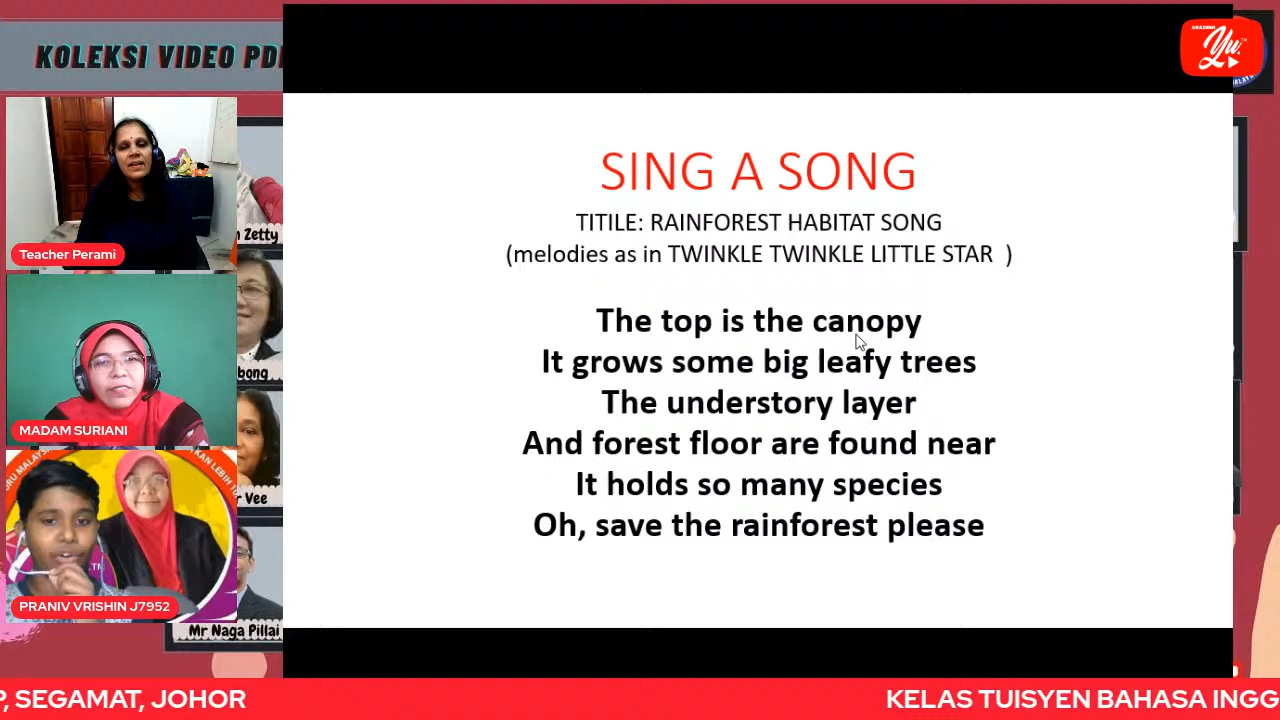 KOLEKSI VIDEO
Teacher Perami
Zetty
MADAM SURIANI
bong
Vee
PRANIV VRISHIN J7952
Mr Naga Pillai
AKADEMI
Yu
SING A SONG
TITILE: RAINFOREST HABITAT SONG
(melodies as in TWINKLE TWINKLE LITTLE STAR )
The top is the canopy
It grows some big leafy trees
The understory layer
And forest floor are found near
It holds so many species
Oh, save the rainforest please
P, SEGAMAT, JOHOR
KELAS TUISYEN BAHASA INGG